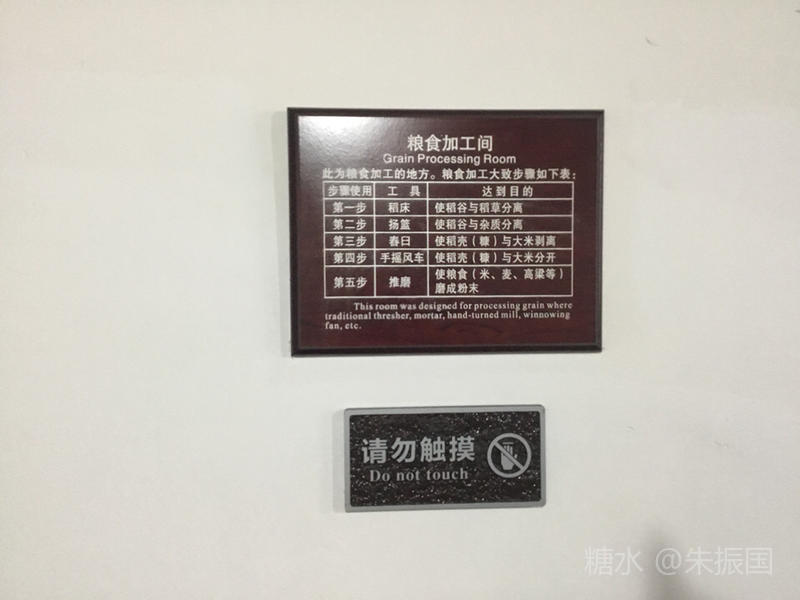 粮食加工间
Grain Processing Room
此为粮食加工的地方。粮食加工大致步骤如下表：
步骤使用 工 具 达到目的
第一步 稻床 使稻谷与稻草分离
第二步 扬篮 使稻谷与杂质分离
第三步 舂日 使稻壳（糠）与大米剥离
第四步 手摇风车 使稻壳（糠）与大米分开
第五步 推磨 使粮食（米、麦、高粱等）
磨成粉末
This room was designed for processing grain where
traditional thresher, mortar, hand-turned mill, winnowing
fan, etc.
请勿触摸
Do not touch
糖水 @朱振国